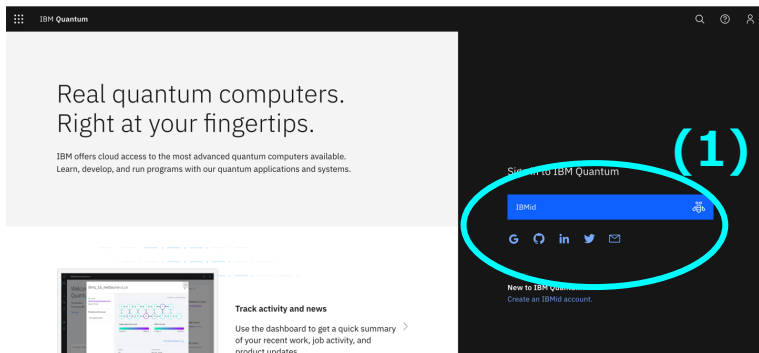 IBM Quantum
Real quantum computers.
Right at your fingertips.
IBM offers cloud access to the most advanced quantum computers available.
Learn, develop, and run programs with our quantum applications and systems.
(1)
Sign in to IBM Quantum
IBMid
New to IBM Quantum?
Create an IBMid account.
Track activity and news
Use the dashboard to get a quick summary
of your recent work, job activity, and
product updates.